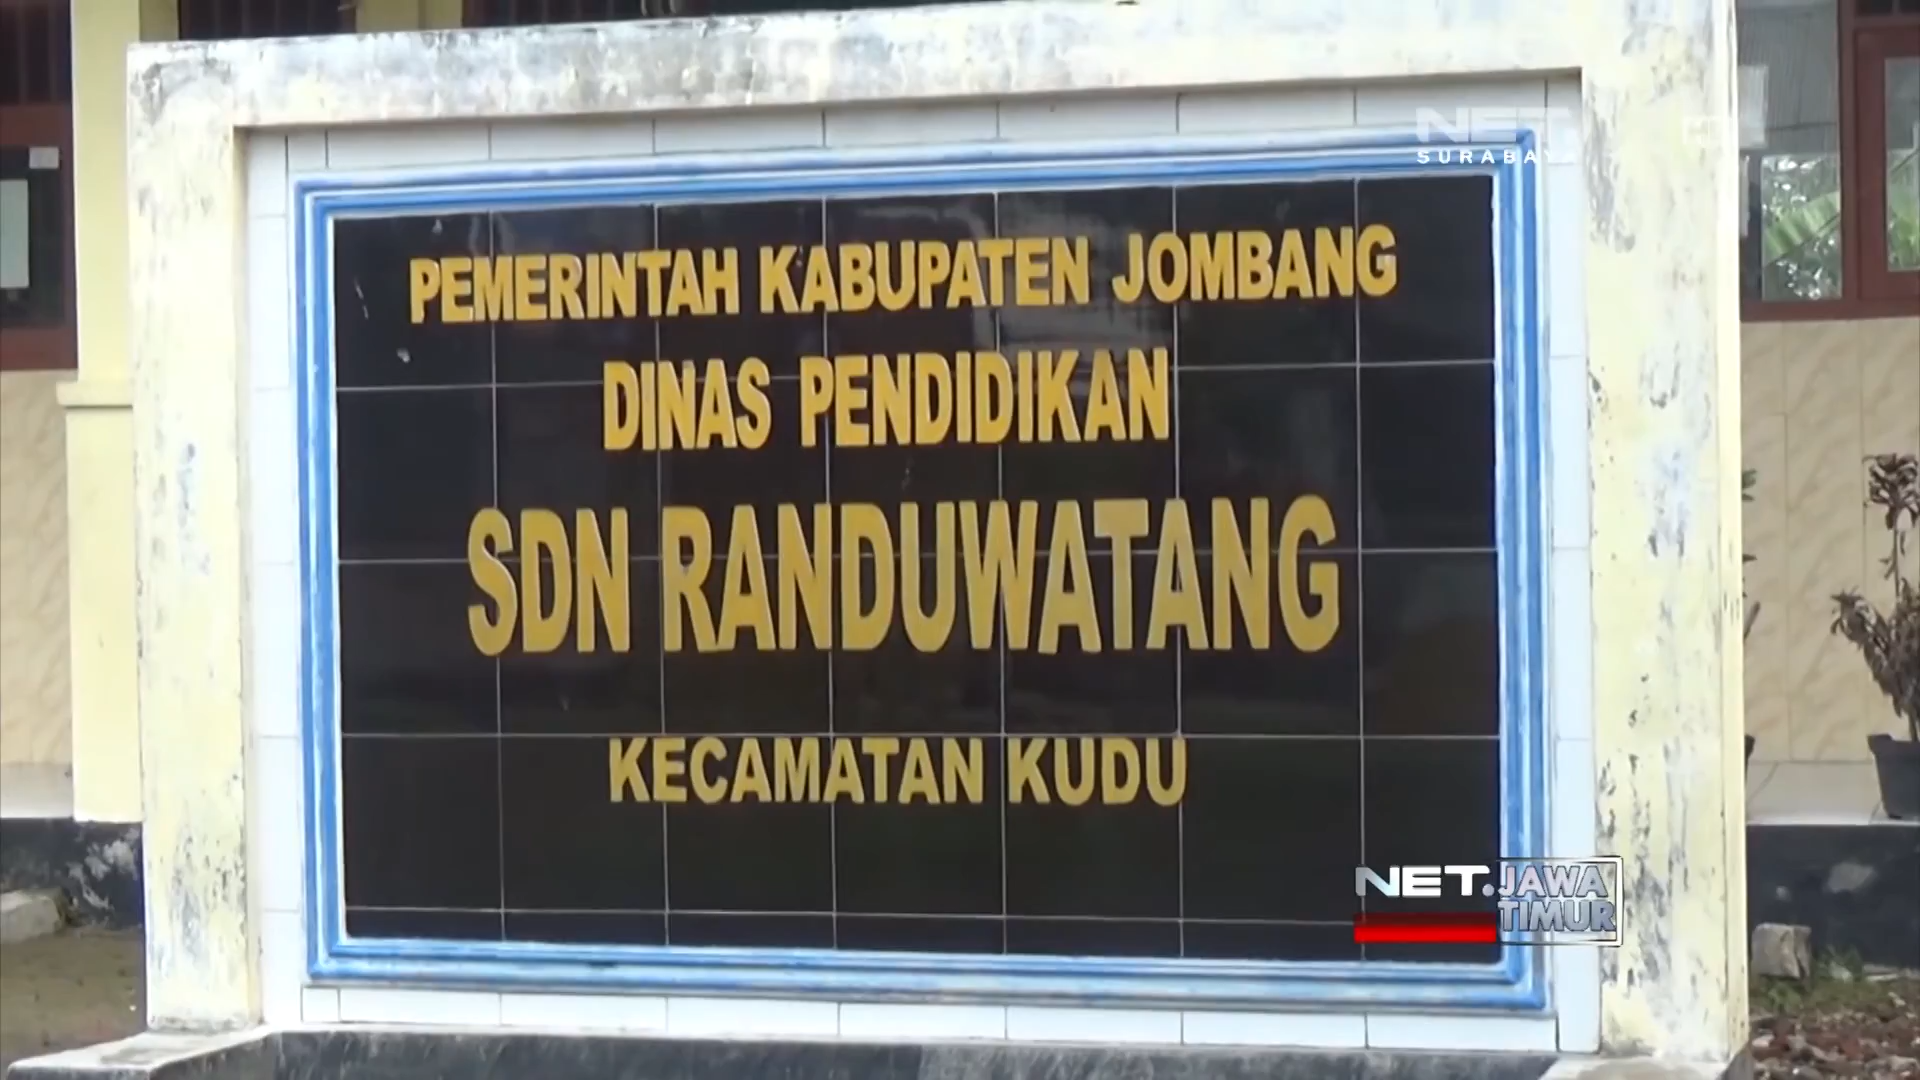 NET.
SURABAYA
PEMERINTAH KABUPATEN JOMBANG
DINAS PENDIDIKAN
SDN RANDUWATANG
KECAMATAN KUDU
NET. JAWA
TIMUR